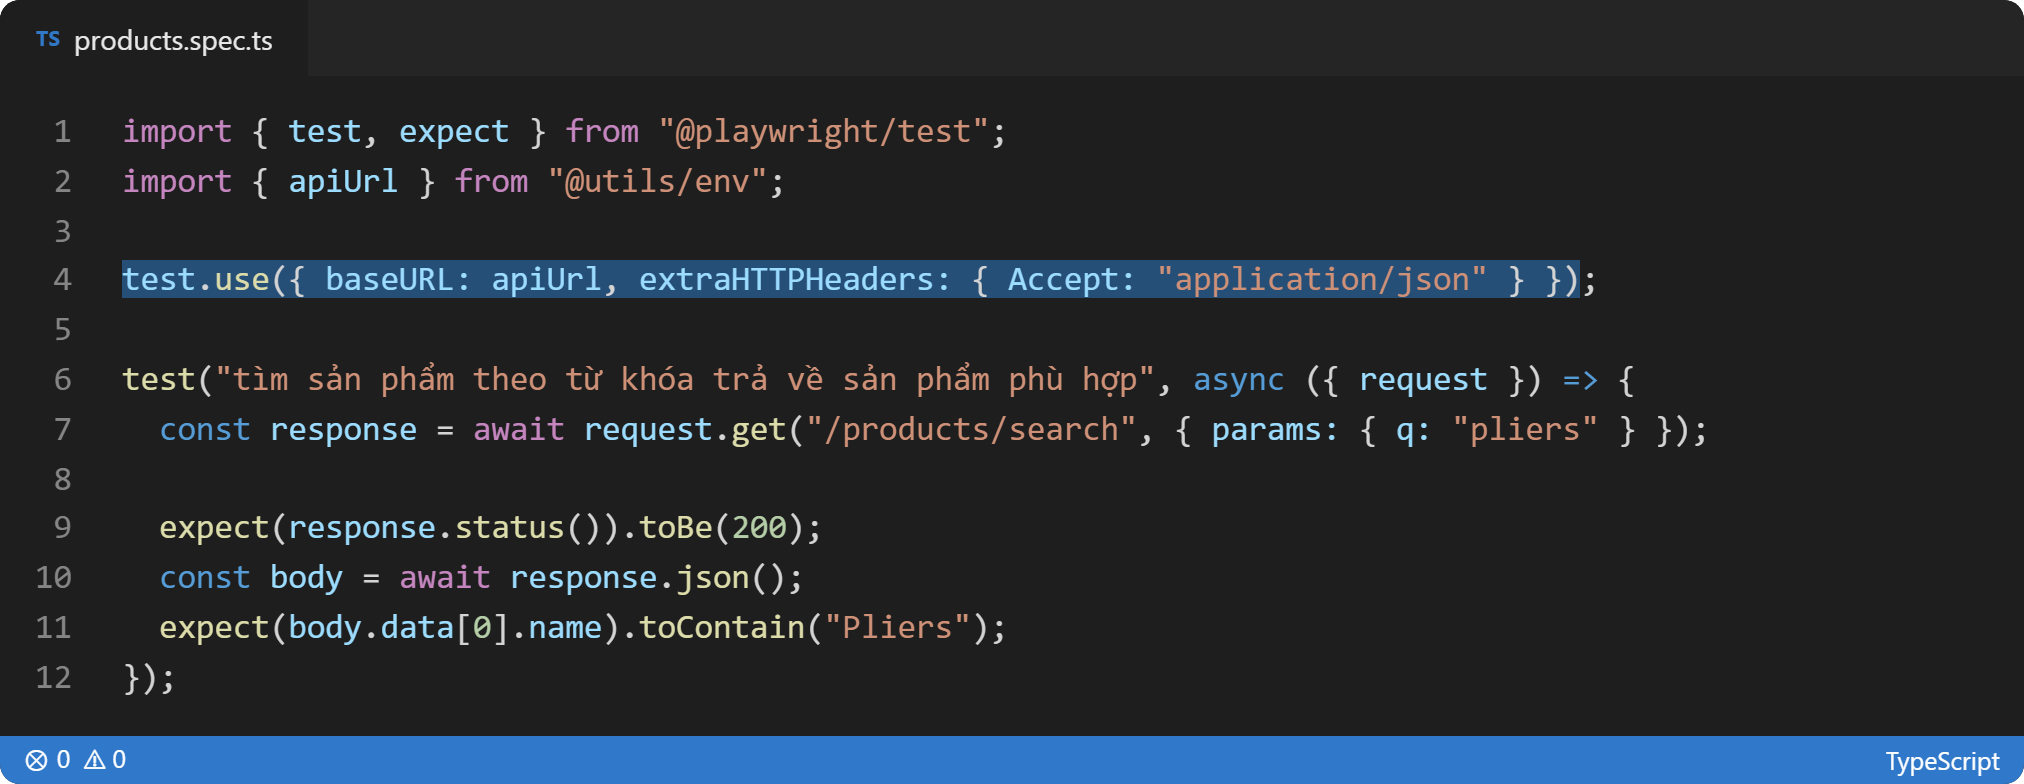 TS products.spec.ts
1 import { test, expect } from "@playwright/test";
2 import { apiUrl } from "@utils/env";
3
4 test.use({ baseURL: apiUrl, extraHTTPHeaders: { Accept: "application/json" } });
5
6 test("tìm sản phẩm theo từ khóa trả về sản phẩm phù hợp", async ({ request }) => {
7   const response = await request.get("/products/search", { params: { q: "pliers" } });
8
9   expect(response.status()).toBe(200);
10   const body = await response.json();
11   expect(body.data[0].name).toContain("Pliers");
12 });
0 0 TypeScript